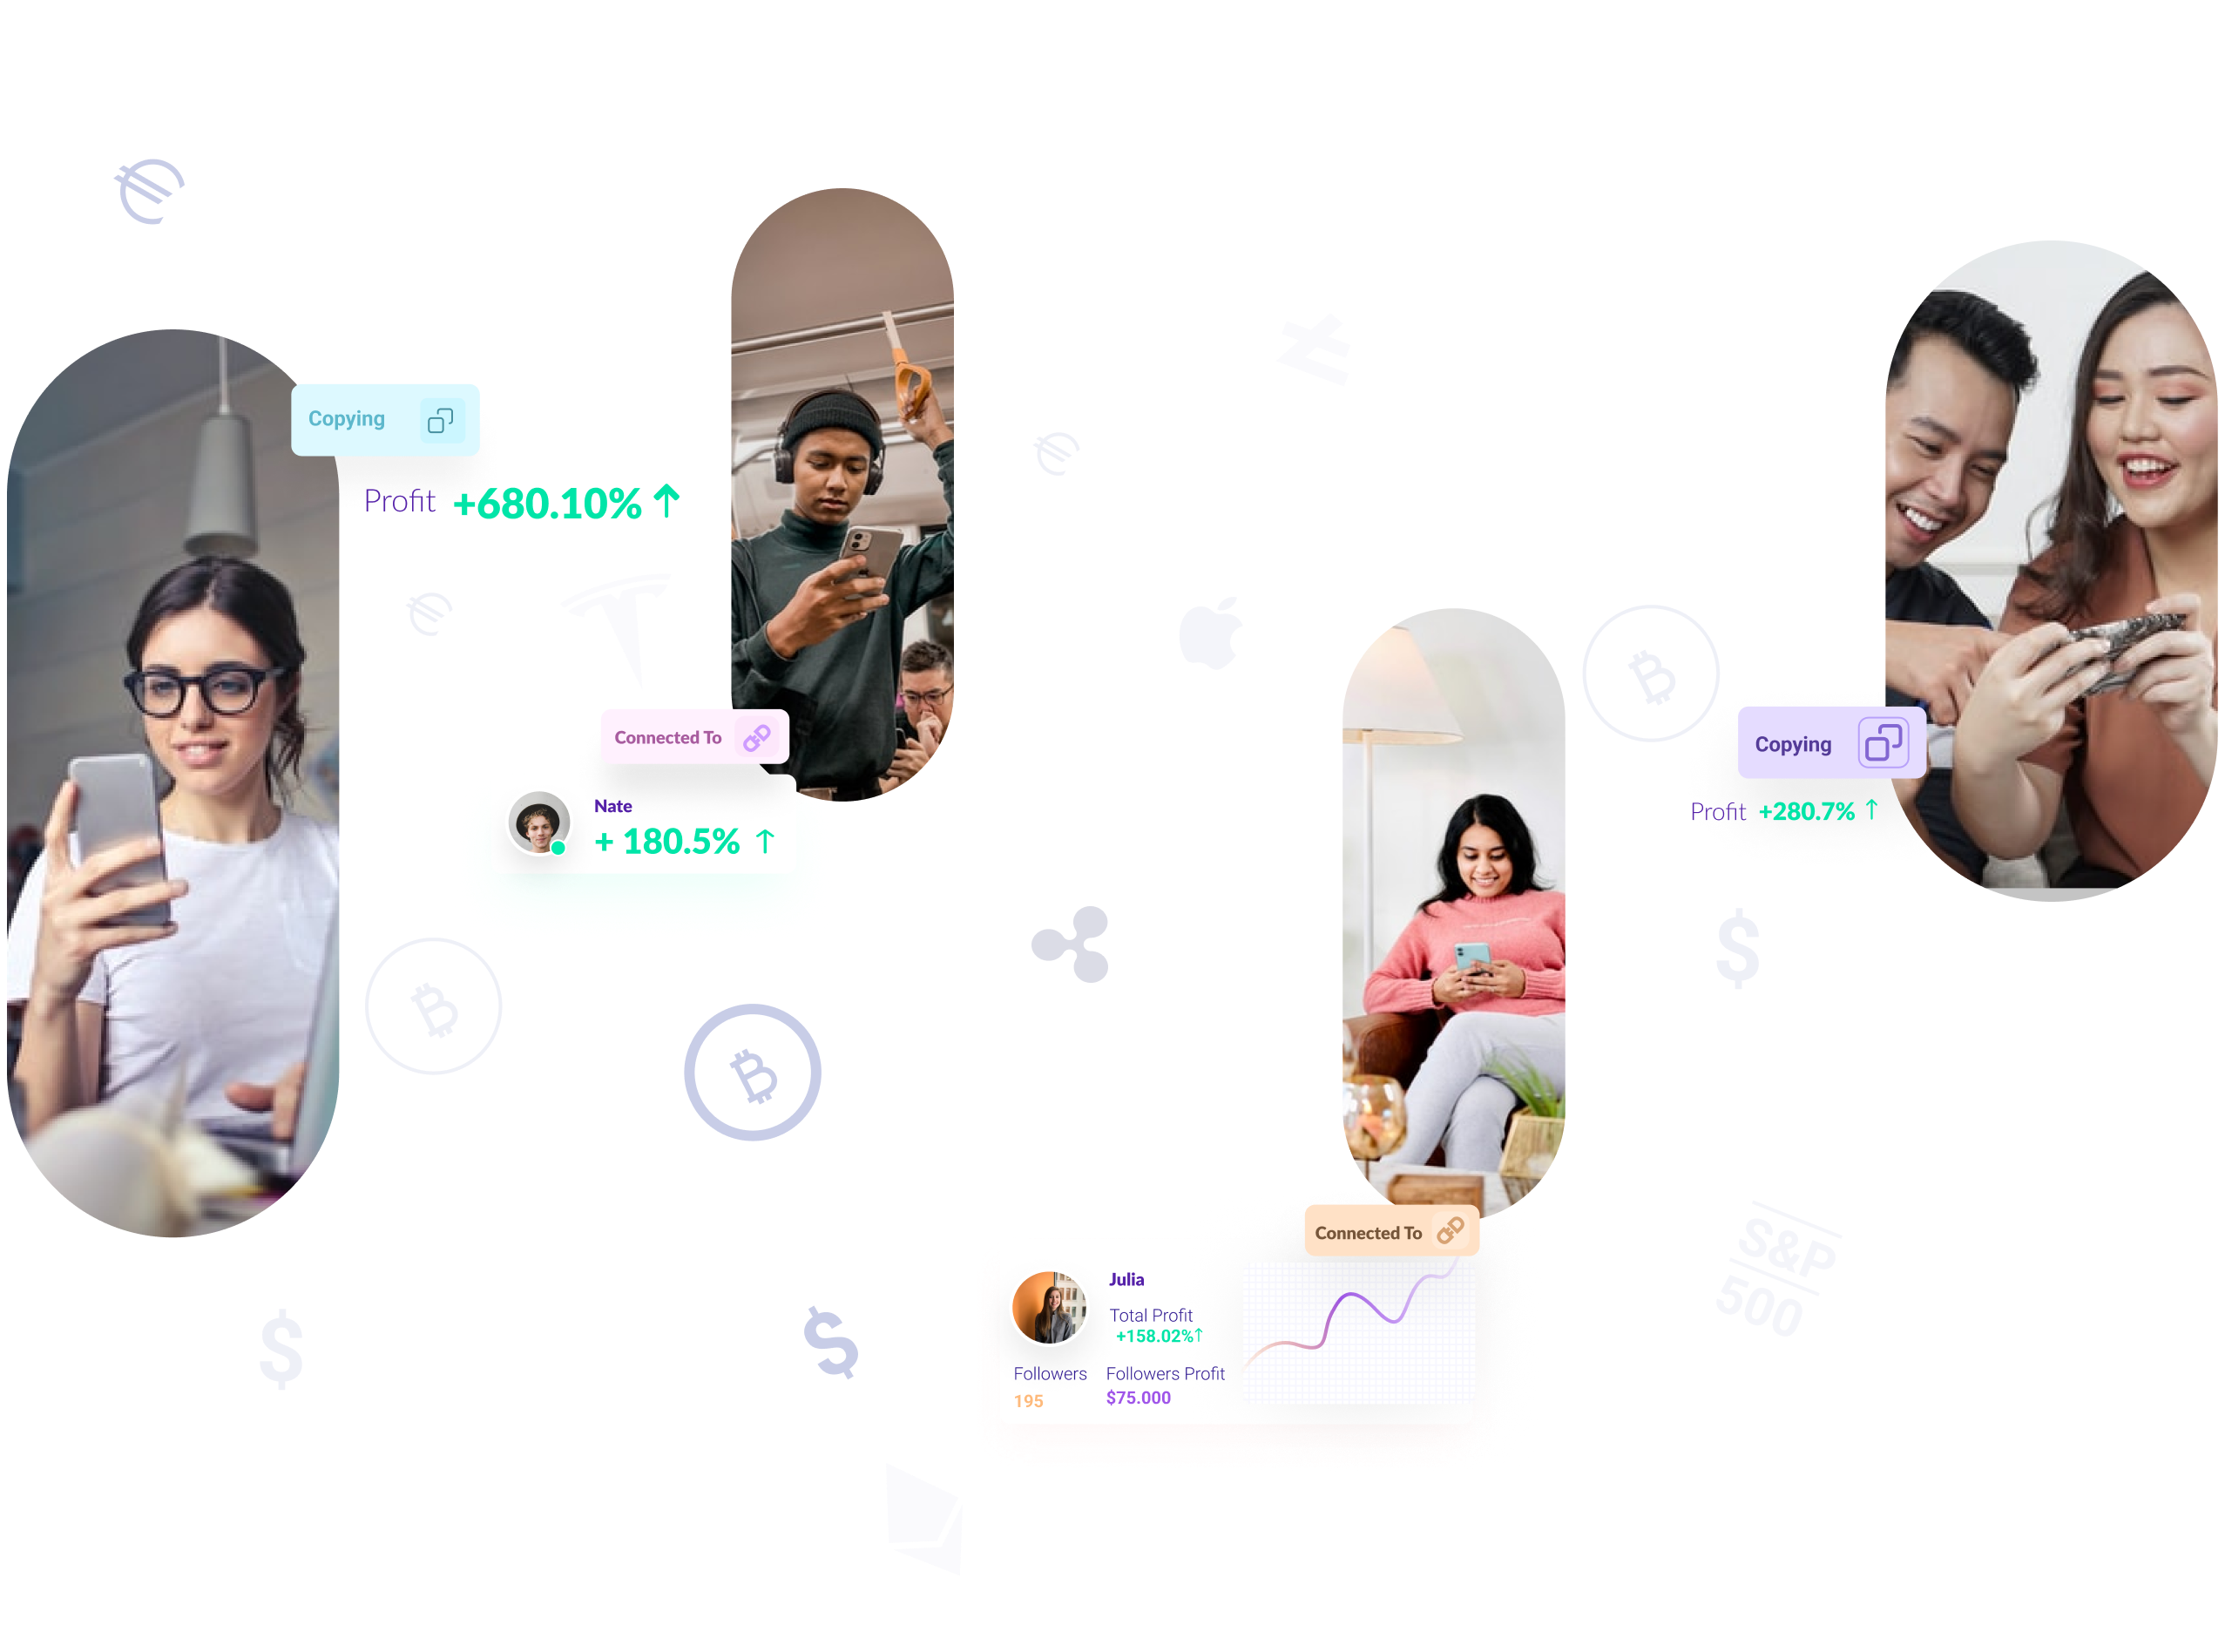 Copying
Profit +680.10%
Connected To
Nate
+ 180.5%
Copying
Profit +280.7%
S&P
500
Connected To
Julia
Total Profit
+158.02%
Followers
195
Followers Profit
$75.000